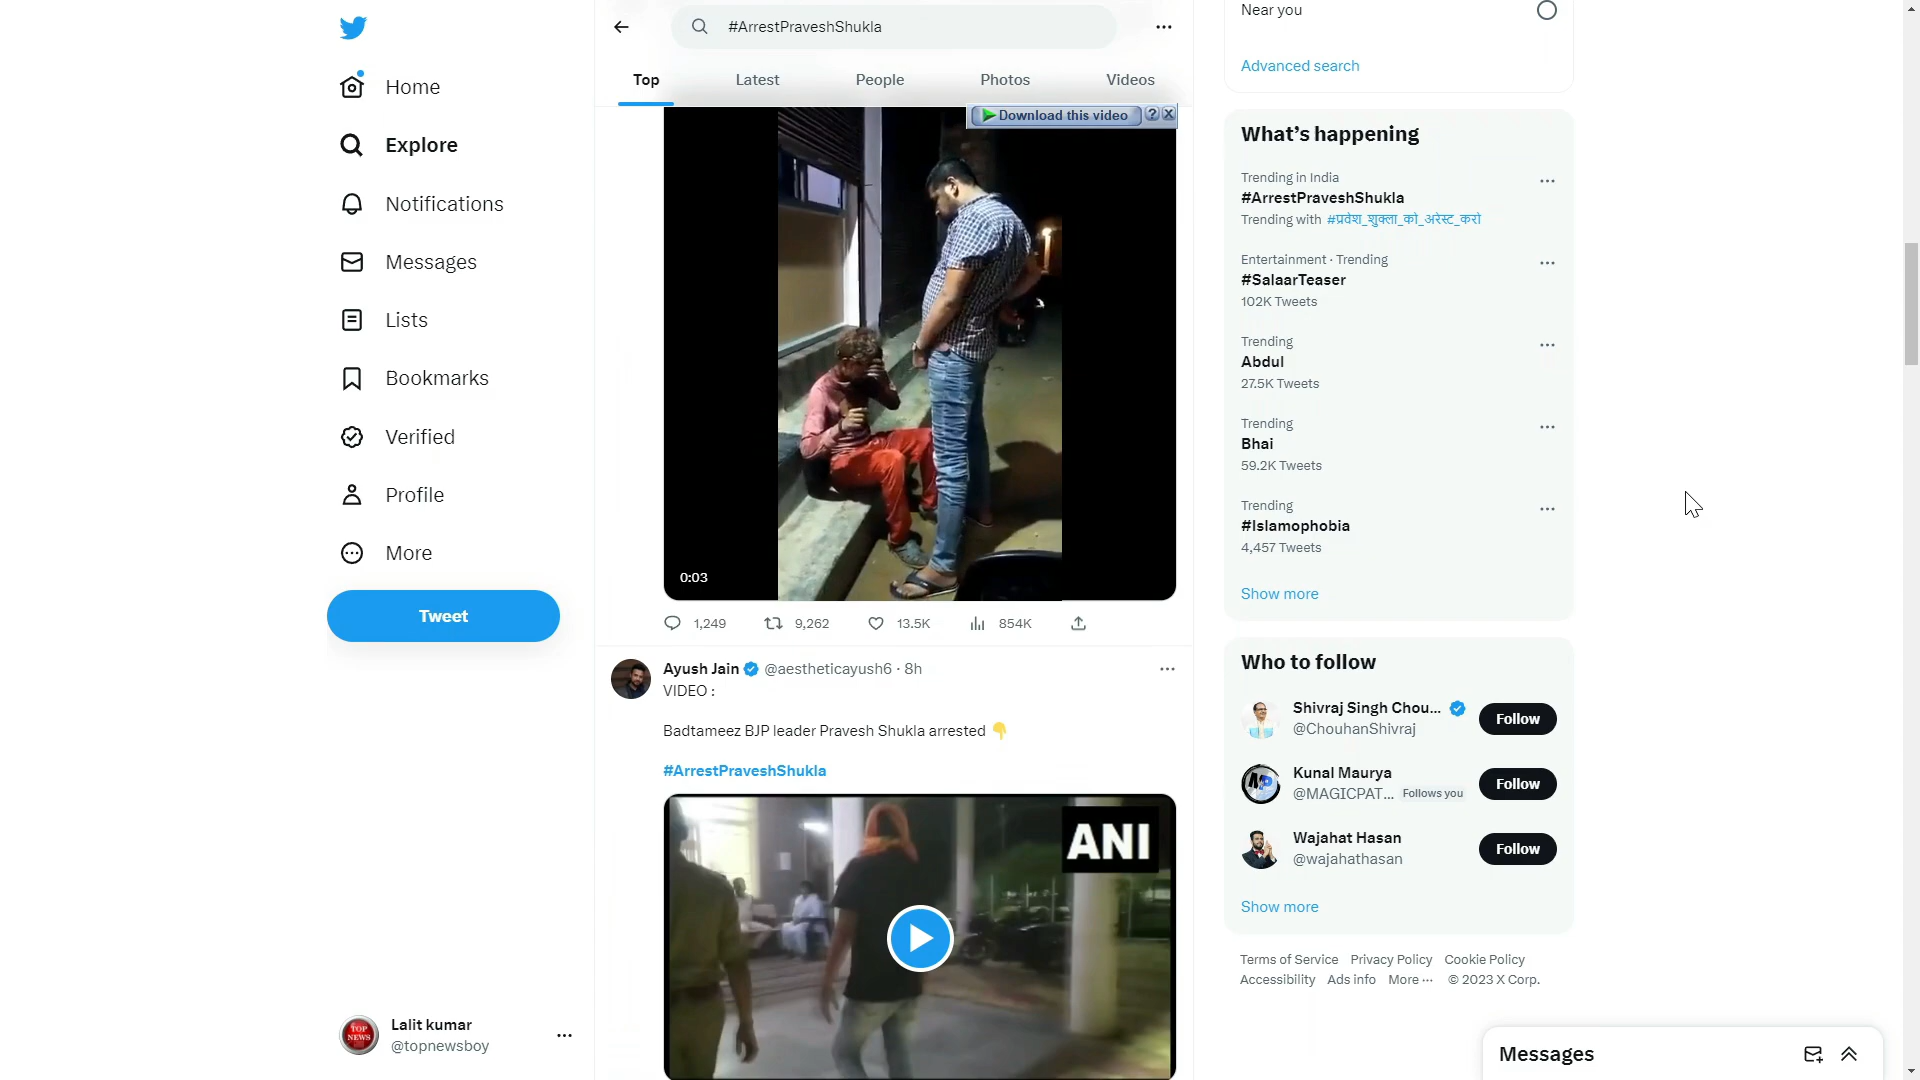 Home
Explore
Notifications
Messages
Lists
Bookmarks
Verified
Profile
More
Tweet
TOP NEWS
Lalit kumar
@topnewsboy
#ArrestPraveshShukla
Top Latest People Photos Videos
Download this video ?
0:03
1,249 9,262 13.5K 854K
Ayush Jain @aestheticayush6 · 8h
VIDEO :
Badtameez BJP leader Pravesh Shukla arrested 👇
#ArrestPraveshShukla
ANI
Near you
Advanced search
What’s happening
Trending in India
#ArrestPraveshShukla
Trending with #प्रवेश_शुक्ला_को_अरेस्ट_करो
Entertainment · Trending
#SalaarTeaser
102K Tweets
Trending
Abdul
27.5K Tweets
Trending
Bhai
59.2K Tweets
Trending
#Islamophobia
4,457 Tweets
Show more
Who to follow
Shivraj Singh Chou...
@ChouhanShivraj
Follow
Kunal Maurya
@MAGICPAT... Follows you
Follow
Wajahat Hasan
@wajahathasan
Follow
Show more
Terms of Service Privacy Policy Cookie Policy
Accessibility Ads info More ··· © 2023 X Corp.
Messages